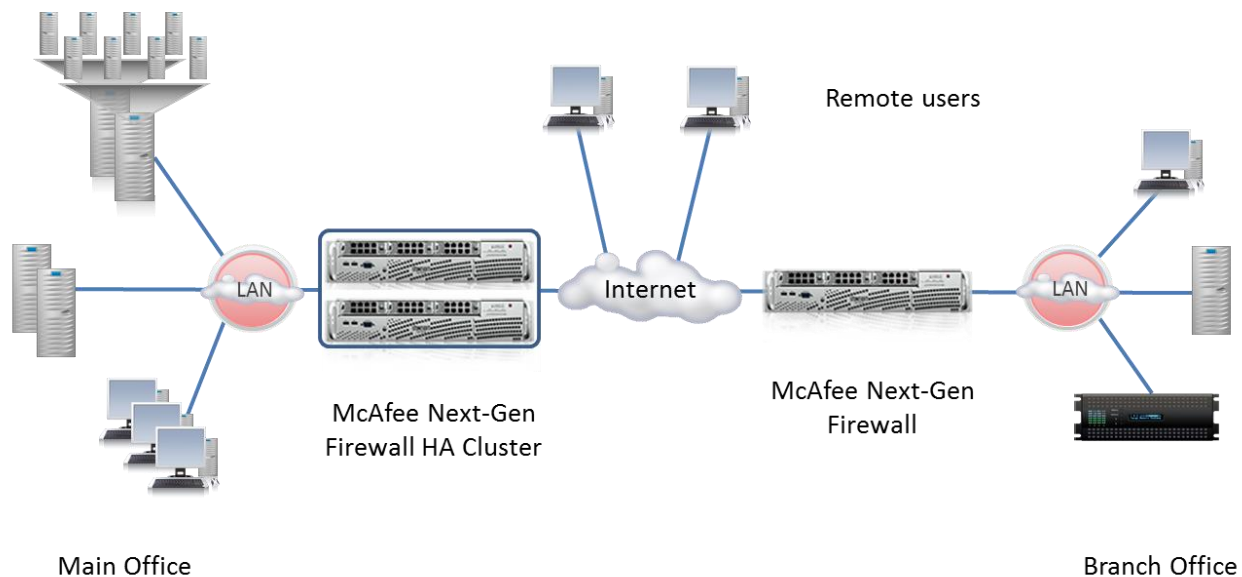 Remote users
LAN
Internet
LAN
McAfee Next-Gen
Firewall HA Cluster
McAfee Next-Gen
Firewall
Main Office
Branch Office